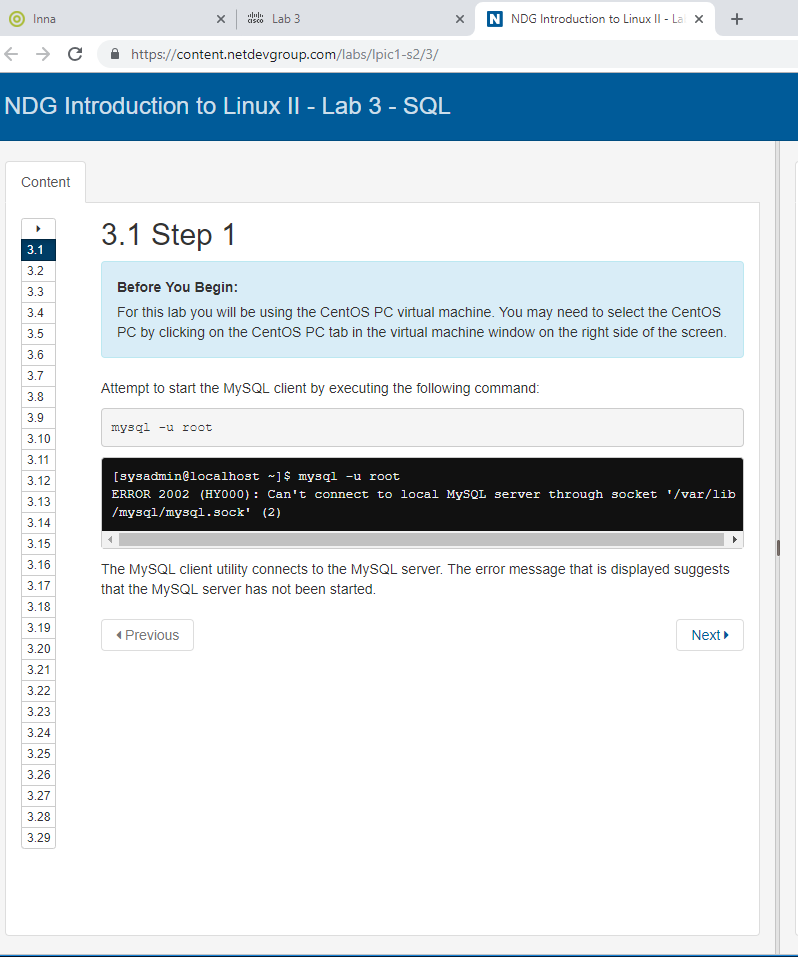 Inna
cisco Lab 3
NDG Introduction to Linux II - La
https://content.netdevgroup.com/labs/lpic1-s2/3/
NDG Introduction to Linux II - Lab 3 - SQL
Content
3.1
3.2
3.3
3.4
3.5
3.6
3.7
3.8
3.9
3.10
3.11
3.12
3.13
3.14
3.15
3.16
3.17
3.18
3.19
3.20
3.21
3.22
3.23
3.24
3.25
3.26
3.27
3.28
3.29
3.1 Step 1
Before You Begin:
For this lab you will be using the CentOS PC virtual machine. You may need to select the CentOS
PC by clicking on the CentOS PC tab in the virtual machine window on the right side of the screen.
Attempt to start the MySQL client by executing the following command:
mysql -u root
[sysadmin@localhost ~]$ mysql -u root
ERROR 2002 (HY000): Can't connect to local MySQL server through socket '/var/lib
/mysql/mysql.sock' (2)
The MySQL client utility connects to the MySQL server. The error message that is displayed suggests
that the MySQL server has not been started.
Previous
Next